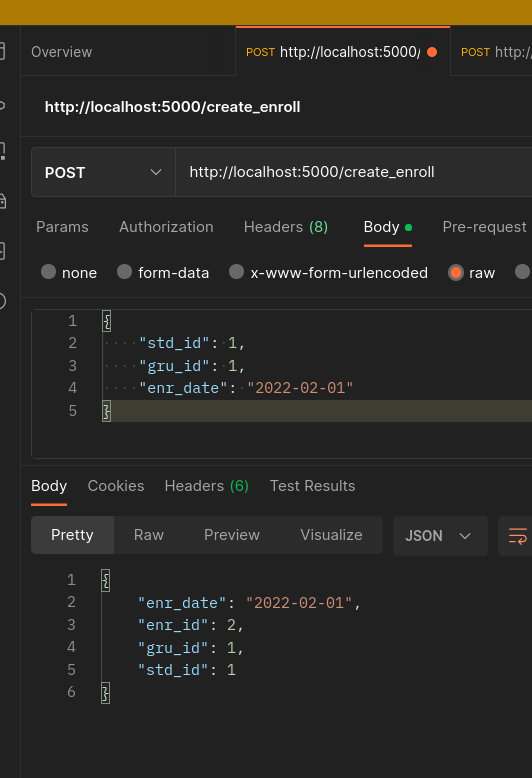 Overview POST http://localhost:5000/ POST http://
http://localhost:5000/create_enroll
POST http://localhost:5000/create_enroll
Params Authorization Headers (8) Body Pre-request
none form-data x-www-form-urlencoded raw
1 {
2 "std_id": 1,
3 "gru_id": 1,
4 "enr_date": "2022-02-01"
5 }
Body Cookies Headers (6) Test Results
Pretty Raw Preview Visualize JSON
1 {
2 "enr_date": "2022-02-01",
3 "enr_id": 2,
4 "gru_id": 1,
5 "std_id": 1
6 }